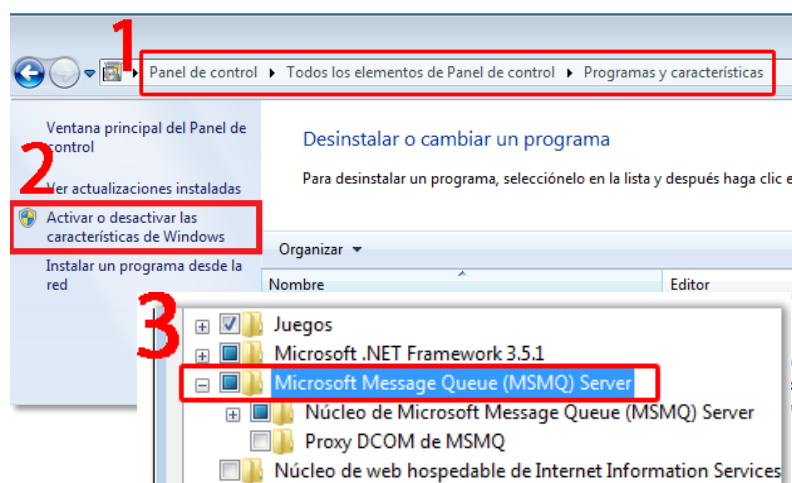 1
Panel de control ▸ Todos los elementos de Panel de control ▸ Programas y características
Ventana principal del Panel de
control
2
Ver actualizaciones instaladas
Activar o desactivar las
características de Windows
Instalar un programa desde la
red
Desinstalar o cambiar un programa
Para desinstalar un programa, selecciónelo en la lista y después haga clic e
Organizar
Nombre
Editor
3
Juegos
Microsoft .NET Framework 3.5.1
Microsoft Message Queue (MSMQ) Server
Núcleo de Microsoft Message Queue (MSMQ) Server
Proxy DCOM de MSMQ
Núcleo de web hospedable de Internet Information Services